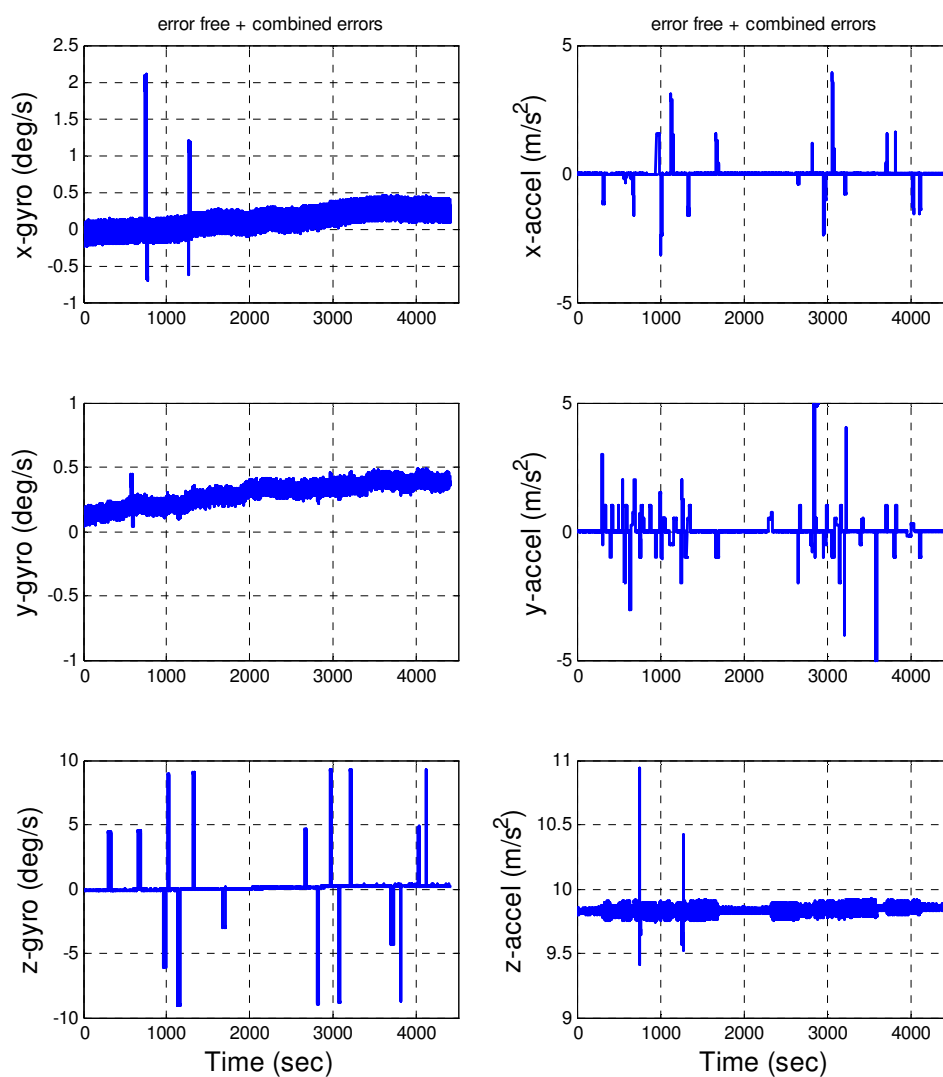 error free + combined errors
2.5
2
1.5
1
0.5
0
-0.5
-1
x-gyro (deg/s)
0 1000 2000 3000 4000
error free + combined errors
5
0
-5
x-accel (m/s²)
0 1000 2000 3000 4000
1
0.5
0
-0.5
-1
y-gyro (deg/s)
0 1000 2000 3000 4000
5
0
-5
y-accel (m/s²)
0 1000 2000 3000 4000
10
5
0
-5
-10
z-gyro (deg/s)
0 1000 2000 3000 4000
Time (sec)
11
10.5
10
9.5
9
z-accel (m/s²)
0 1000 2000 3000 4000
Time (sec)